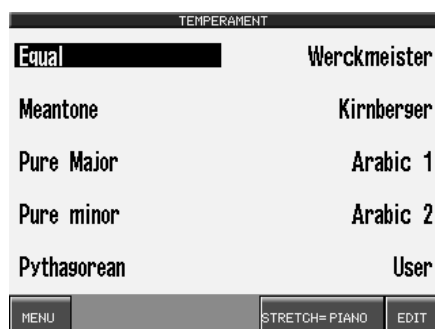 TEMPERAMENT
Equal Werckmeister
Meantone Kirnberger
Pure Major Arabic 1
Pure minor Arabic 2
Pythagorean User
MENU STRETCH=PIANO EDIT